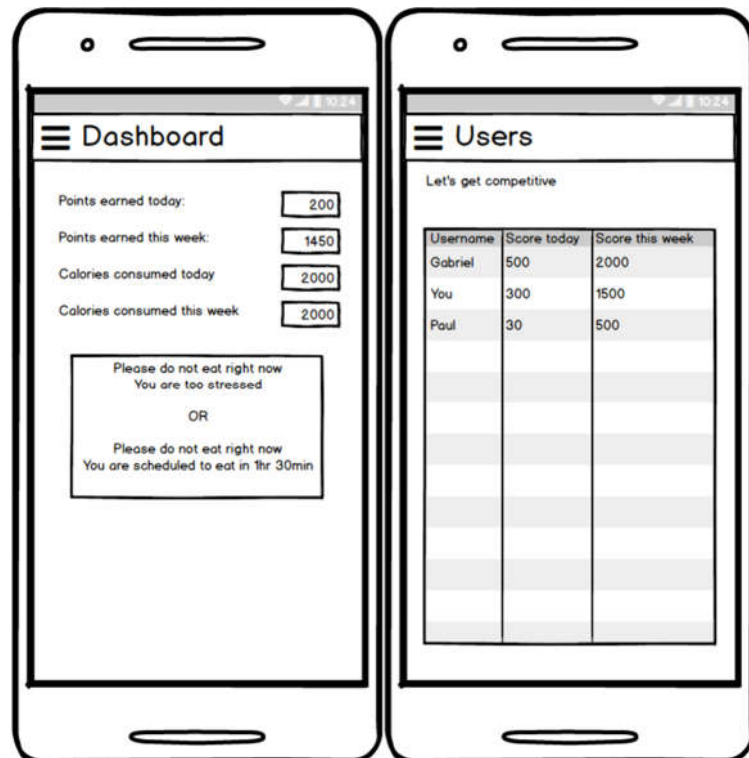 10:24
Dashboard
Points earned today: 200
Points earned this week: 1450
Calories consumed today 2000
Calories consumed this week 2000
Please do not eat right now
You are too stressed
OR
Please do not eat right now
You are scheduled to eat in 1hr 30min
10:24
Users
Let's get competitive
Username Score today Score this week
Gabriel 500 2000
You 300 1500
Paul 30 500